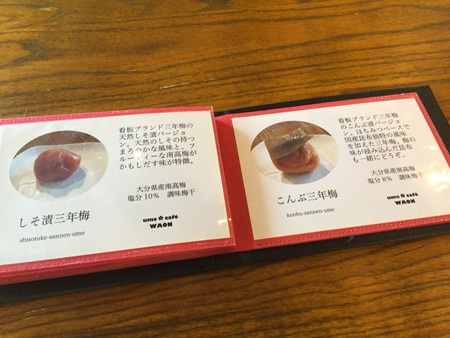 看板ブランド三年梅の
天然しそ漬バージョ
ン。天然のしその持つ
まろやかな風味と、フ
ルーティーな南高梅が
かもしだす味が特徴。
大分県産南高梅
塩分10%　調味梅干
しそ漬三年梅
shisotuke-sannen-ume
ume☆cafe
WAON
看板ブランド三年梅
のこんぶ漬バージョ
ン。はちみつベースで
国産昆布独特の風味
を加えた三年梅。梅の
味が浸み込んだ昆布
も一緒にどうぞ。
大分県産南高梅
塩分8%　調味梅干
こんぶ三年梅
konbu-sannen-ume
ume☆cafe
WAON